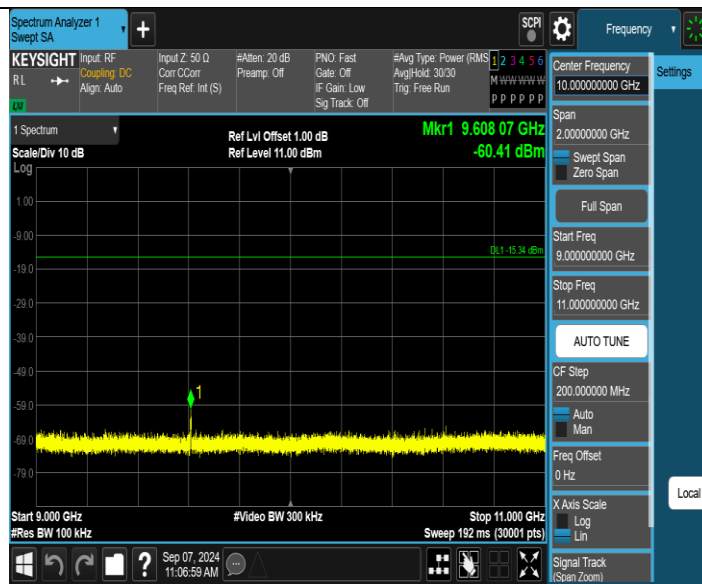 Spectrum Analyzer 1
Swept SA
+
SCPI
Frequency
KEYSIGHT
RL
LXI
Input: RF
Coupling: DC
Align: Auto
Input Z: 50 Ω
Corr CCorr
Freq Ref: Int (S)
#Atten: 20 dB
Preamp: Off
PNO: Fast
Gate: Off
IF Gain: Low
Sig Track: Off
#Avg Type: Power (RMS
Avg|Hold: 30/30
Trig: Free Run
1 2 3 4 5 6
M W W W W W
P P P P P P
1 Spectrum
Scale/Div 10 dB
Log
Ref Lvl Offset 1.00 dB
Ref Level 11.00 dBm
Mkr1 9.608 07 GHz
-60.41 dBm
1.00
-9.00
DL1 -15.34 dBm
-19.0
-29.0
-39.0
-49.0
1
-59.0
-69.0
-79.0
Start 9.000 GHz
#Res BW 100 kHz
#Video BW 300 kHz
Stop 11.000 GHz
Sweep 192 ms (30001 pts)
Center Frequency
10.000000000 GHz
Settings
Span
2.00000000 GHz
Swept Span
Zero Span
Full Span
Start Freq
9.000000000 GHz
Stop Freq
11.000000000 GHz
AUTO TUNE
CF Step
200.000000 MHz
Auto
Man
Freq Offset
0 Hz
X Axis Scale
Log
Lin
Local
Signal Track
(Span Zoom)
?
Sep 07, 2024
11:06:59 AM